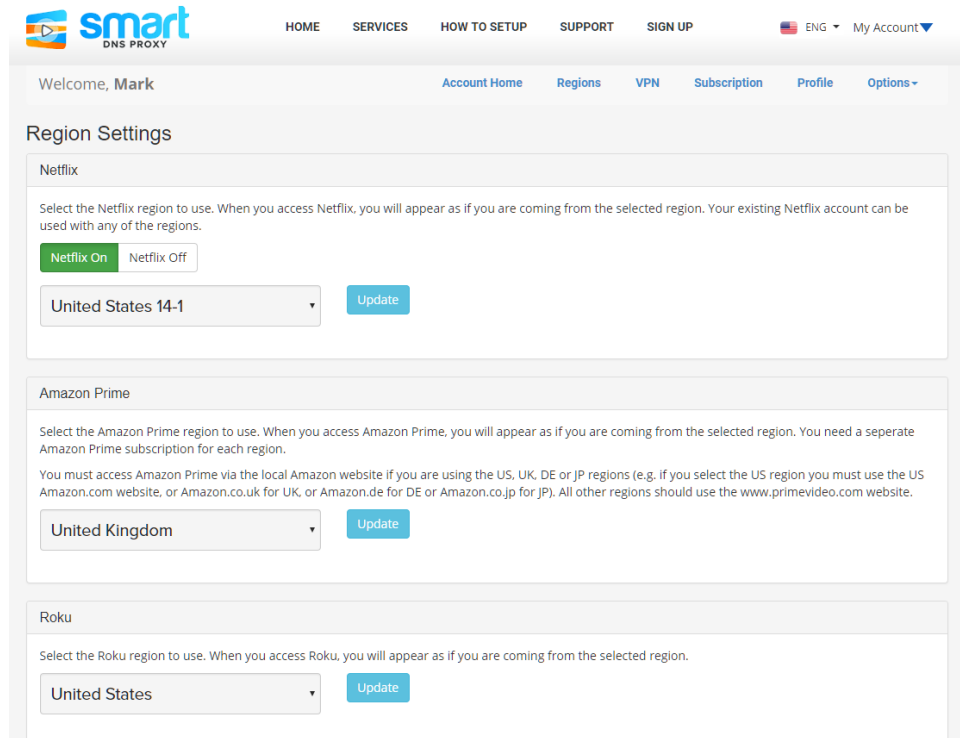 smart
DNS PROXY
HOME SERVICES HOW TO SETUP SUPPORT SIGN UP ENG My Account
Welcome, Mark Account Home Regions VPN Subscription Profile Options
Region Settings
Netflix
Select the Netflix region to use. When you access Netflix, you will appear as if you are coming from the selected region. Your existing Netflix account can be
used with any of the regions.
Netflix On Netflix Off
United States 14-1 Update
Amazon Prime
Select the Amazon Prime region to use. When you access Amazon Prime, you will appear as if you are coming from the selected region. You need a seperate
Amazon Prime subscription for each region.
You must access Amazon Prime via the local Amazon website if you are using the US, UK, DE or JP regions (e.g. if you select the US region you must use the US
Amazon.com website, or Amazon.co.uk for UK, or Amazon.de for DE or Amazon.co.jp for JP). All other regions should use the www.primevideo.com website.
United Kingdom Update
Roku
Select the Roku region to use. When you access Roku, you will appear as if you are coming from the selected region.
United States Update